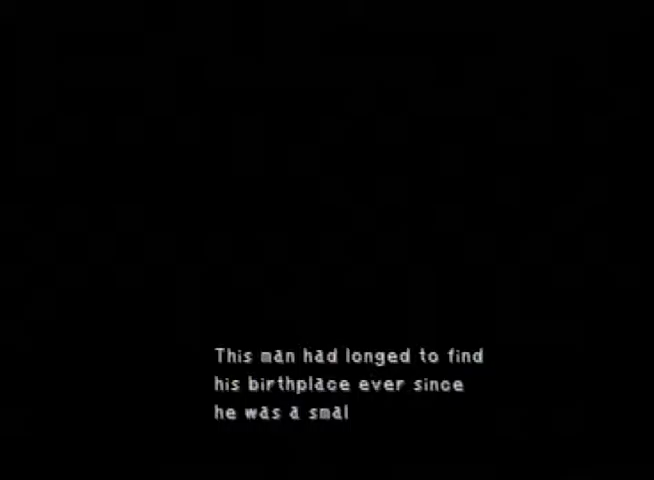 This man had longed to find
his birthplace ever since
he was a smal